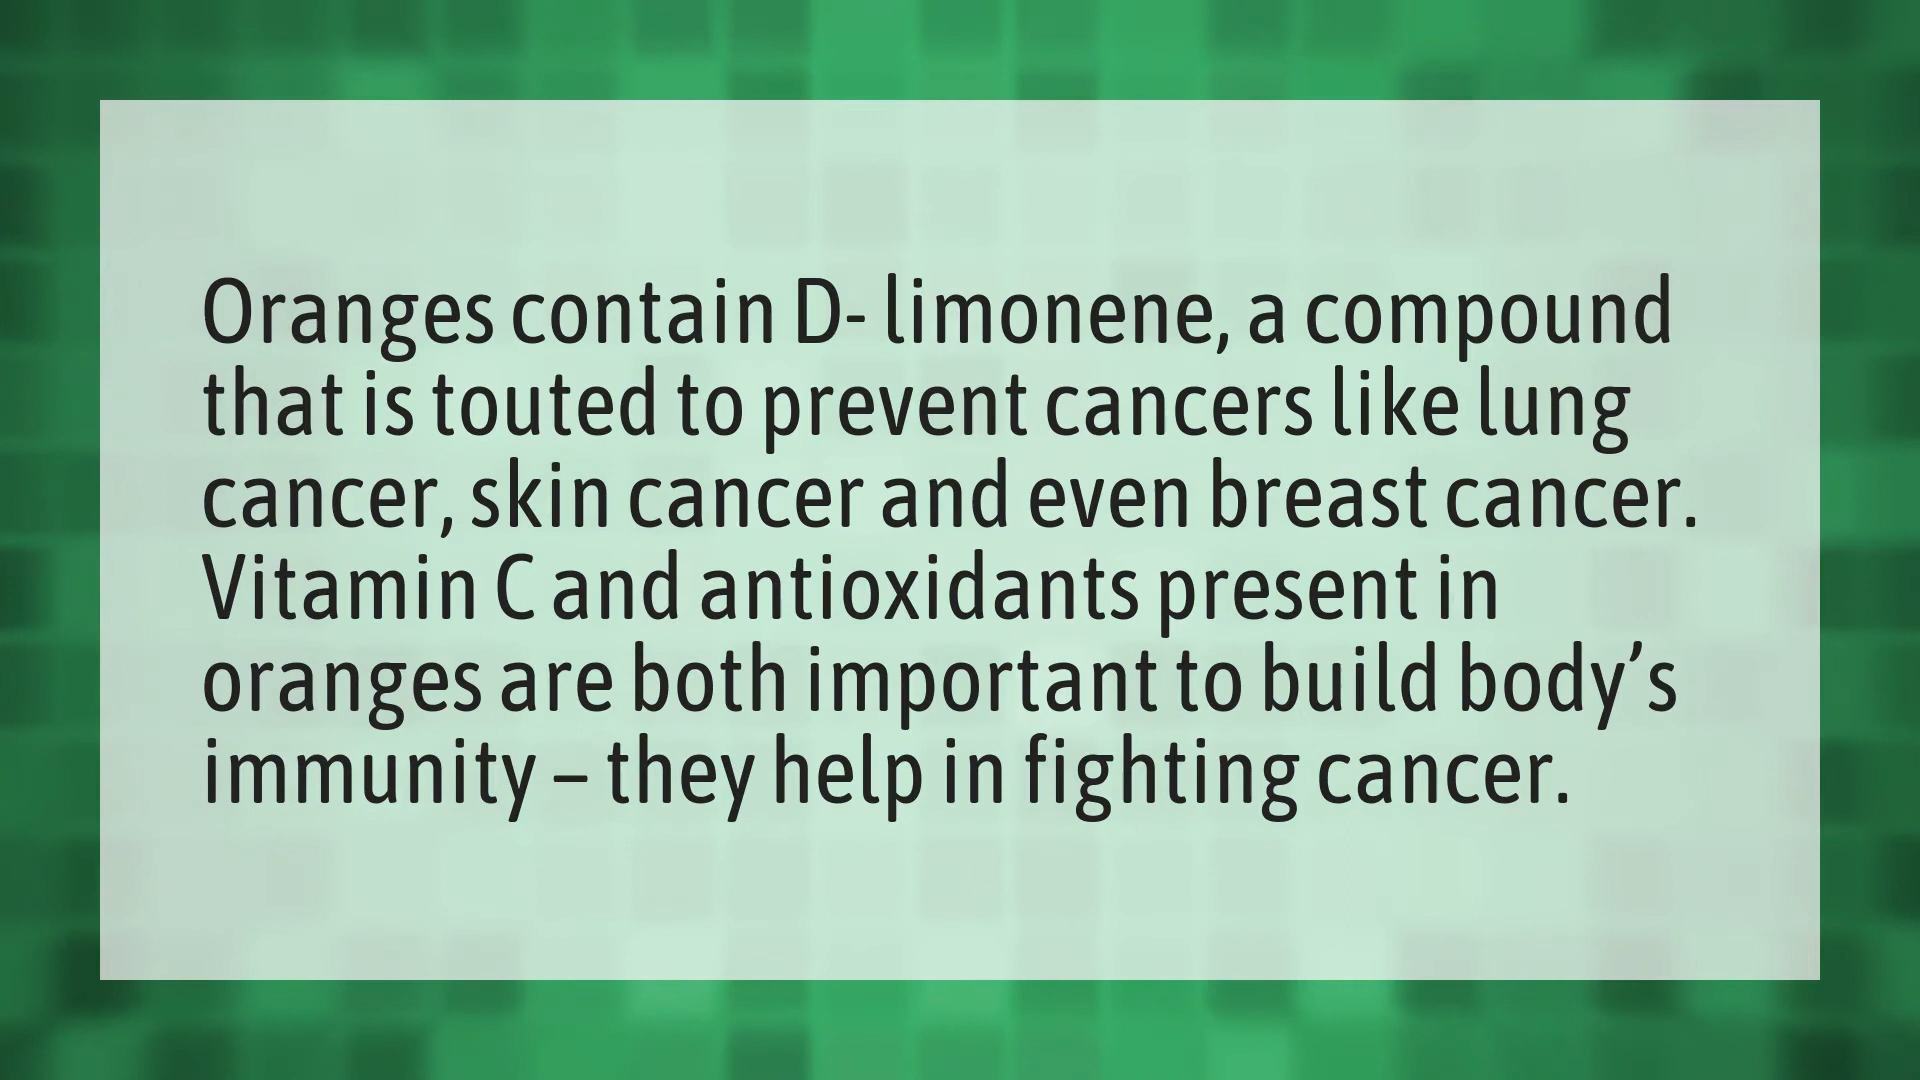 Oranges contain D- limonene, a compound
that is touted to prevent cancers like lung
cancer, skin cancer and even breast cancer.
Vitamin C and antioxidants present in
oranges are both important to build body’s
immunity – they help in fighting cancer.